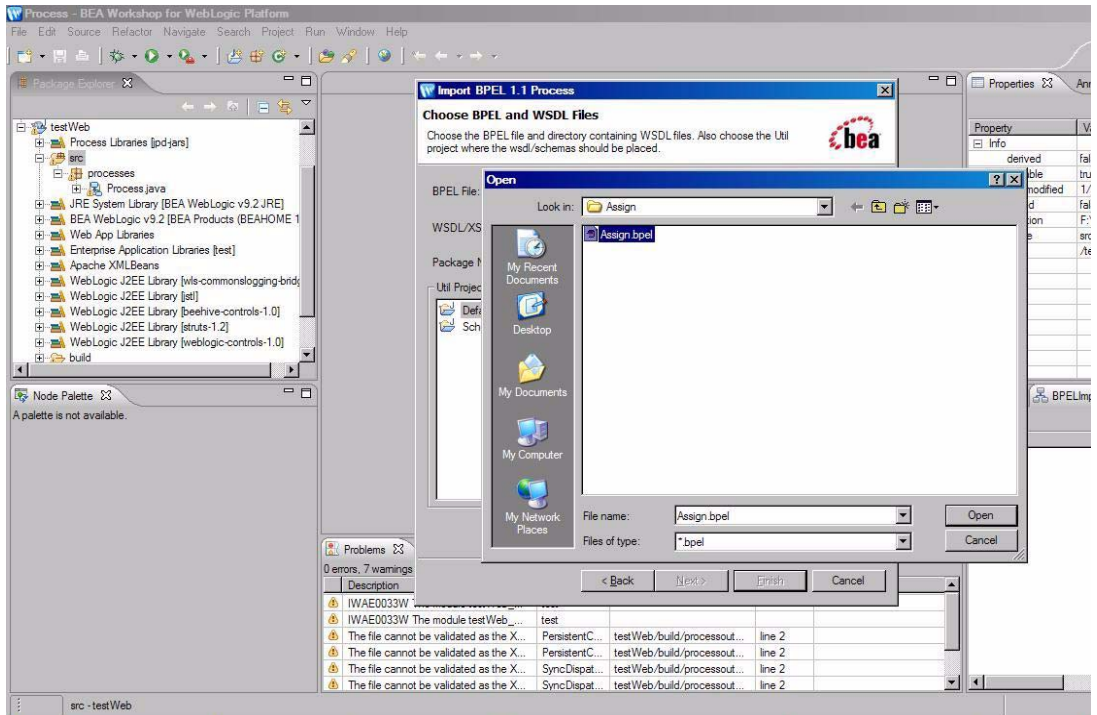 Process - BEA Workshop for WebLogic Platform
File Edit Source Refactor Navigate Search Project Run Window Help
Package Explorer
testWeb
Process Libraries [ipd-jars]
src
processes
Process.java
JRE System Library [BEA WebLogic v9.2 JRE]
BEA WebLogic v9.2 [BEA Products (BEAHOME 1
Web App Libraries
Enterprise Application Libraries [test]
Apache XMLBeans
WebLogic J2EE Library [wls-commonslogging-bridg
WebLogic J2EE Library [jstl]
WebLogic J2EE Library [beehive-controls-1.0]
WebLogic J2EE Library [struts-1.2]
WebLogic J2EE Library [weblogic-controls-1.0]
build
Node Palette
A palette is not available.
Import BPEL 1.1 Process
Choose BPEL and WSDL Files
Choose the BPEL file and directory containing WSDL files. Also choose the Util
project where the wsdl/schemas should be placed.
bea
BPEL File:
WSDL/XS
Package N
Util Projec
Defa
Sch
< Back Next > Finish Cancel
Open
Look in: Assign
Assign.bpel
My Recent
Documents
Desktop
My Documents
My Computer
My Network
Places
File name: Assign.bpel Open
Files of type: *.bpel Cancel
Properties Ann
Property Va
Info
derived fal
ble tru
modified 1/
d fal
ion F:\
e src
/te
BPELImp
Problems
0 errors, 7 warnings
Description
IWAE0033W
IWAE0033W The module testWeb_... test
The file cannot be validated as the X... PersistentC... testWeb/build/processout... line 2
The file cannot be validated as the X... PersistentC... testWeb/build/processout... line 2
The file cannot be validated as the X... SyncDispat... testWeb/build/processout... line 2
The file cannot be validated as the X... SyncDispat... testWeb/build/processout... line 2
src - testWeb